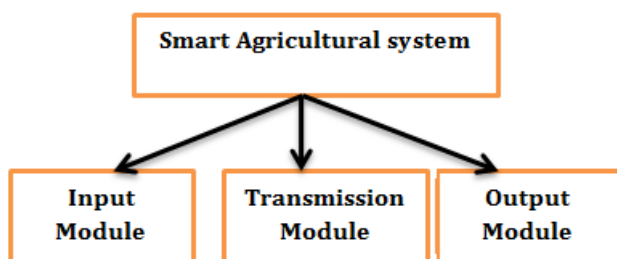 Smart Agricultural system
Input
Module
Transmission
Module
Output
Module